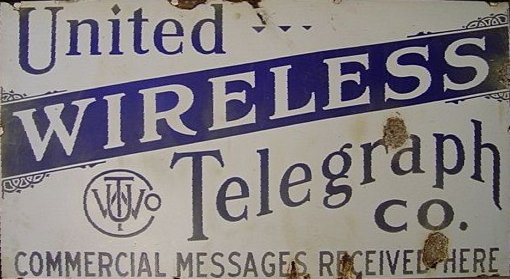 United
WIRELESS
Telegraph
CO.
COMMERCIAL MESSAGES RECEIVED HERE